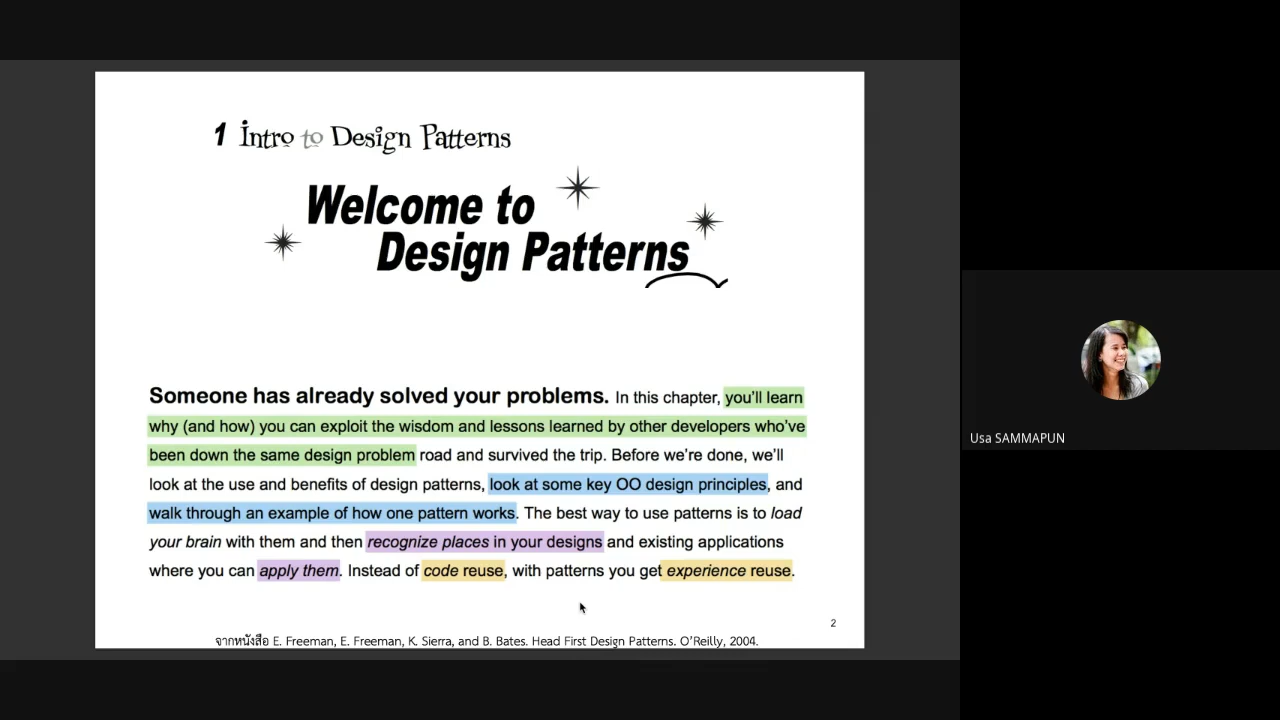 1 Intro to Design Patterns
Welcome to
Design Patterns
Someone has already solved your problems. In this chapter, you'll learn
why (and how) you can exploit the wisdom and lessons learned by other developers who've
been down the same design problem road and survived the trip. Before we're done, we'll
look at the use and benefits of design patterns, look at some key OO design principles, and
walk through an example of how one pattern works. The best way to use patterns is to load
your brain with them and then recognize places in your designs and existing applications
where you can apply them. Instead of code reuse, with patterns you get experience reuse.
2
จากหนังสือ E. Freeman, E. Freeman, K. Sierra, and B. Bates. Head First Design Patterns. O'Reilly, 2004.
Usa SAMMAPUN